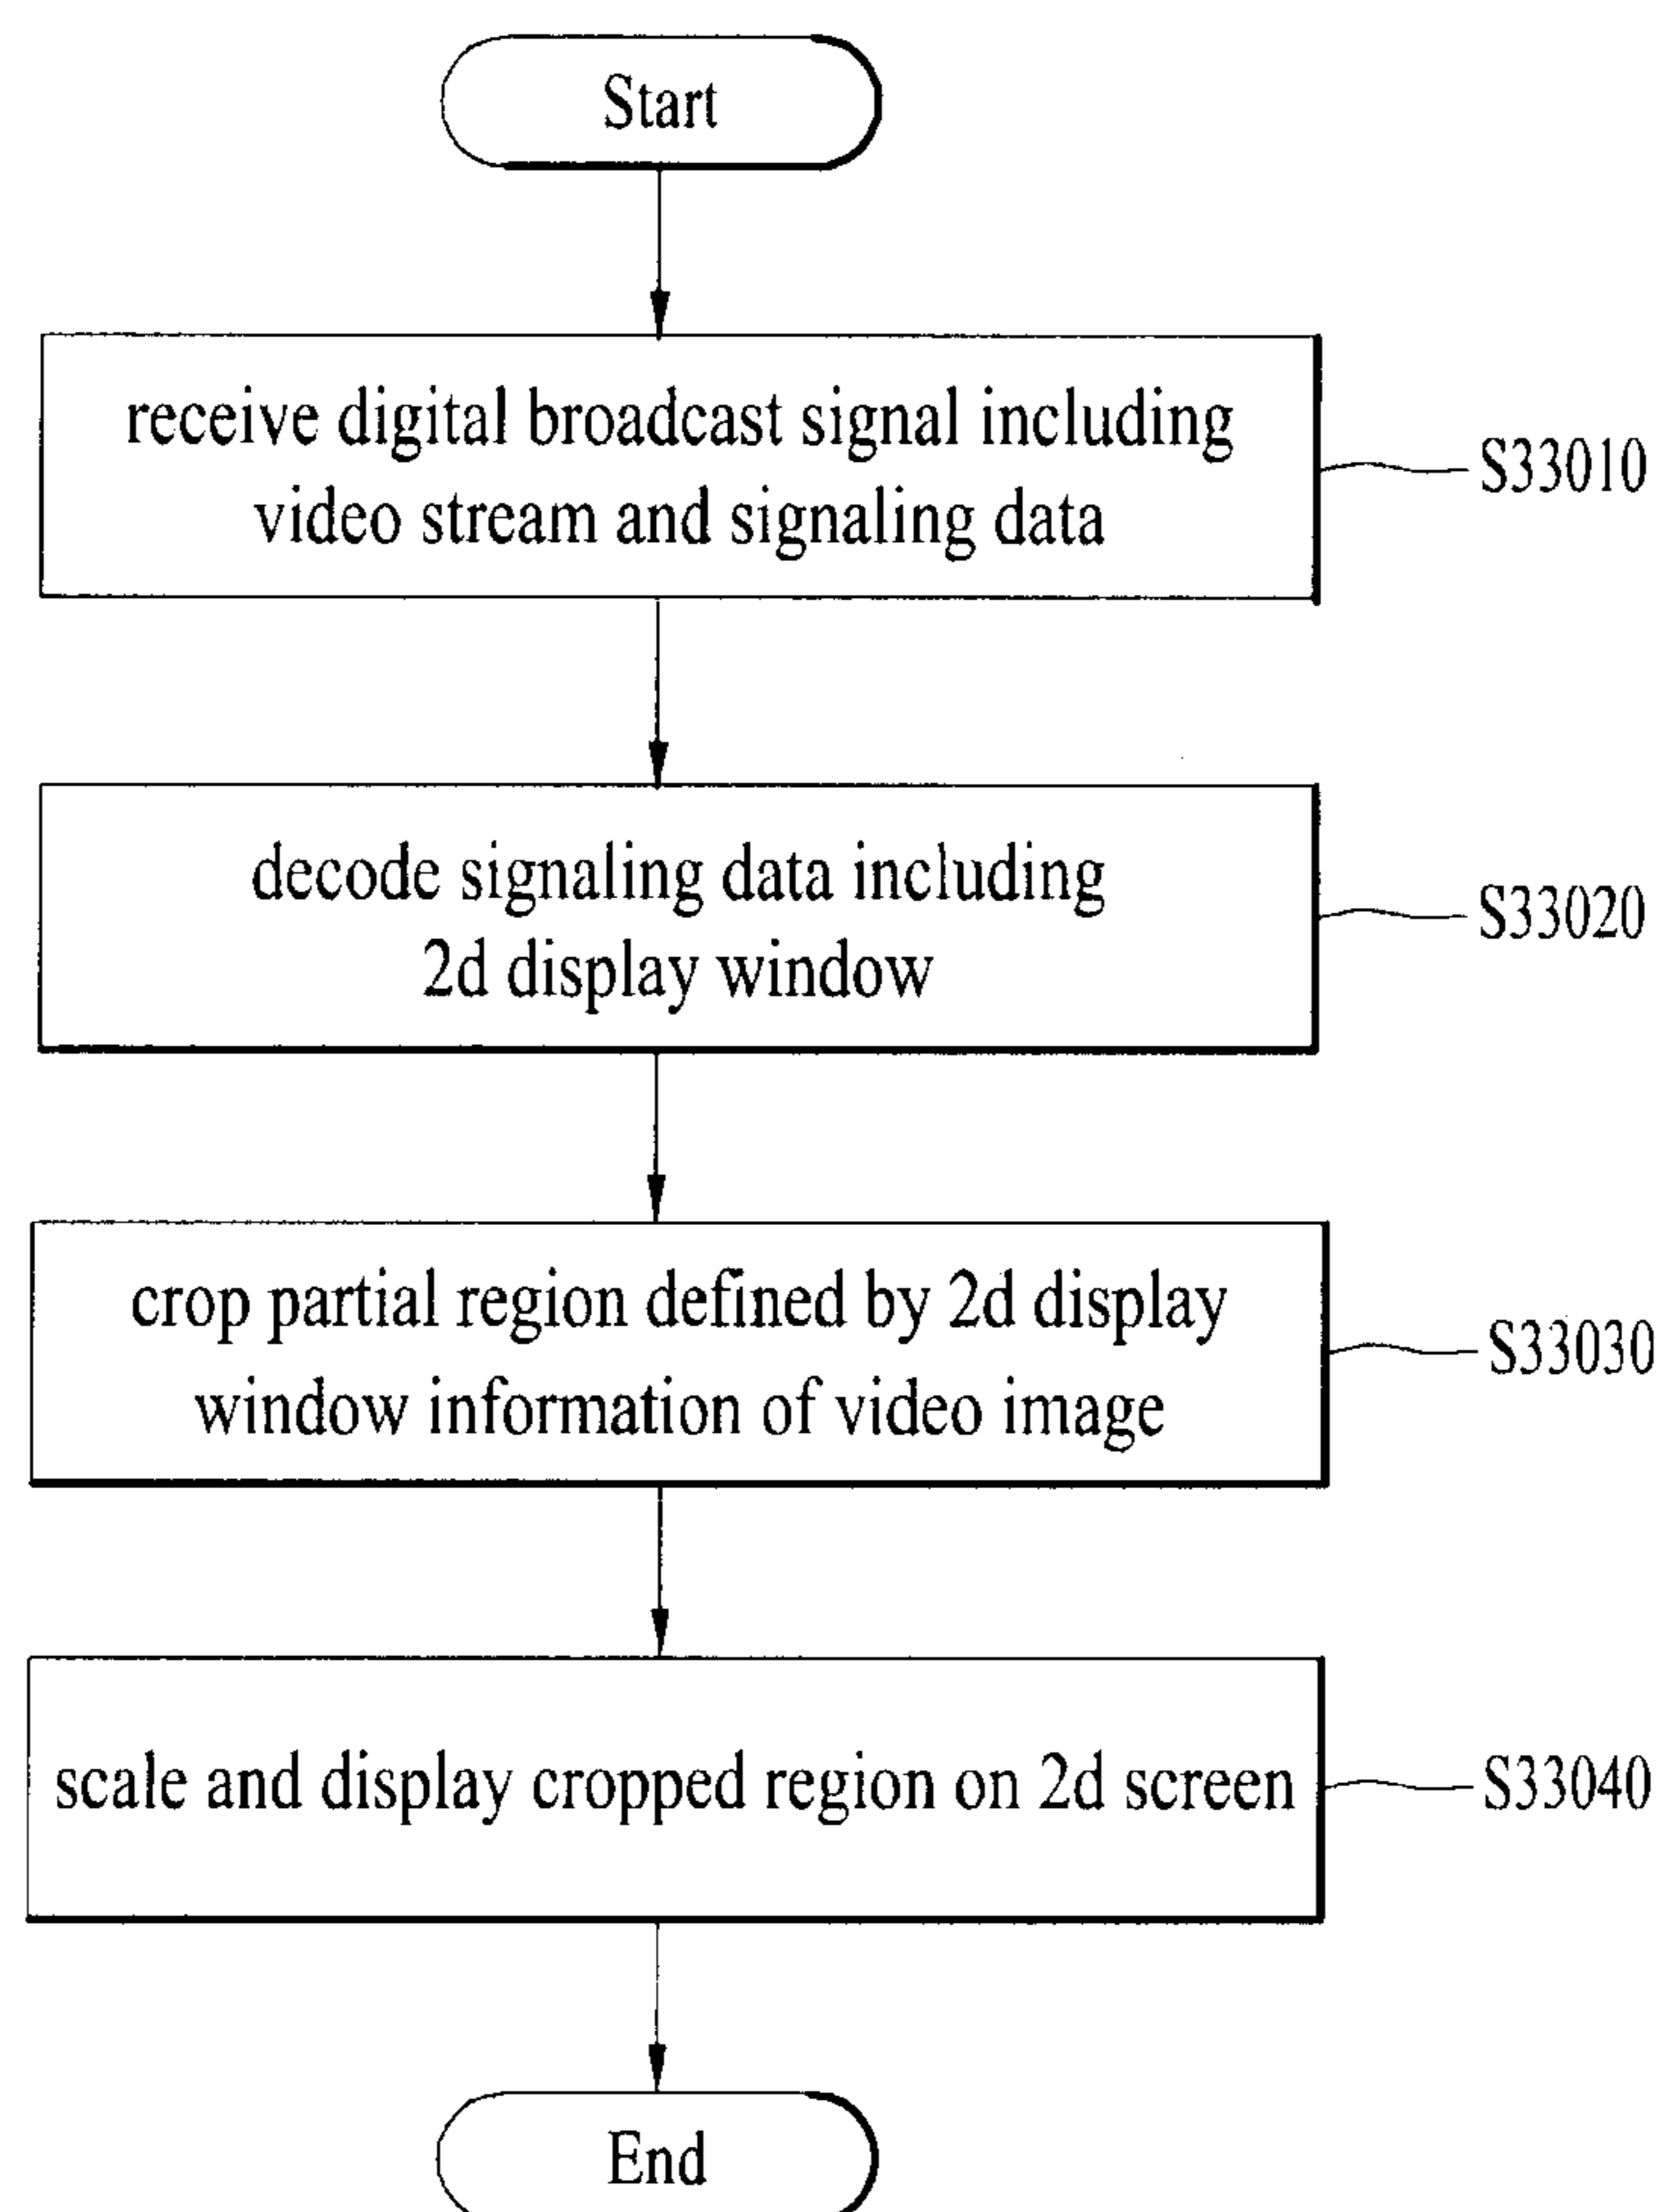 Start
receive digital broadcast signal including
video stream and signaling data
S33010
decode signaling data including
2d display window
S33020
crop partial region defined by 2d display
window information of video image
S33030
scale and display cropped region on 2d screen
S33040
End